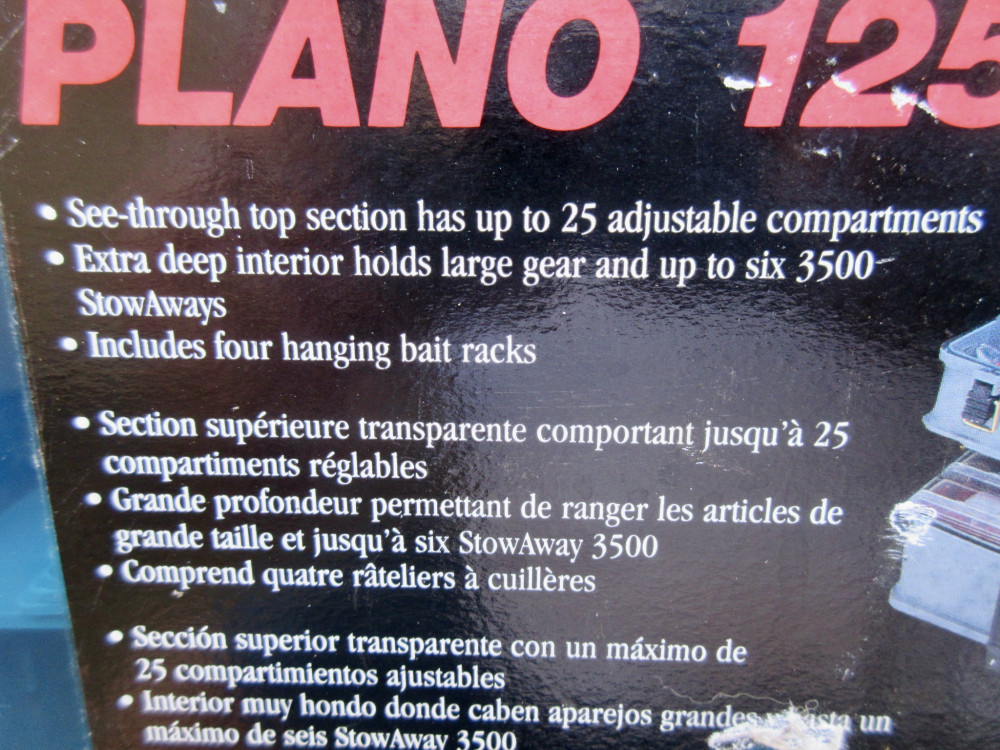 PLANO 125
• See-through top section has up to 25 adjustable compartments
• Extra deep interior holds large gear and up to six 3500
StowAways
• Includes four hanging bait racks
• Section supérieure transparente comportant jusqu'à 25
compartiments réglables
• Grande profondeur permettant de ranger les articles de
grande taille et jusqu'à six StowAway 3500
• Comprend quatre râteliers à cuillères
• Sección superior transparente con un máximo de
25 compartimientos ajustables
• Interior muy hondo donde caben aparejos grandes y hasta un
máximo de seis StowAway 3500